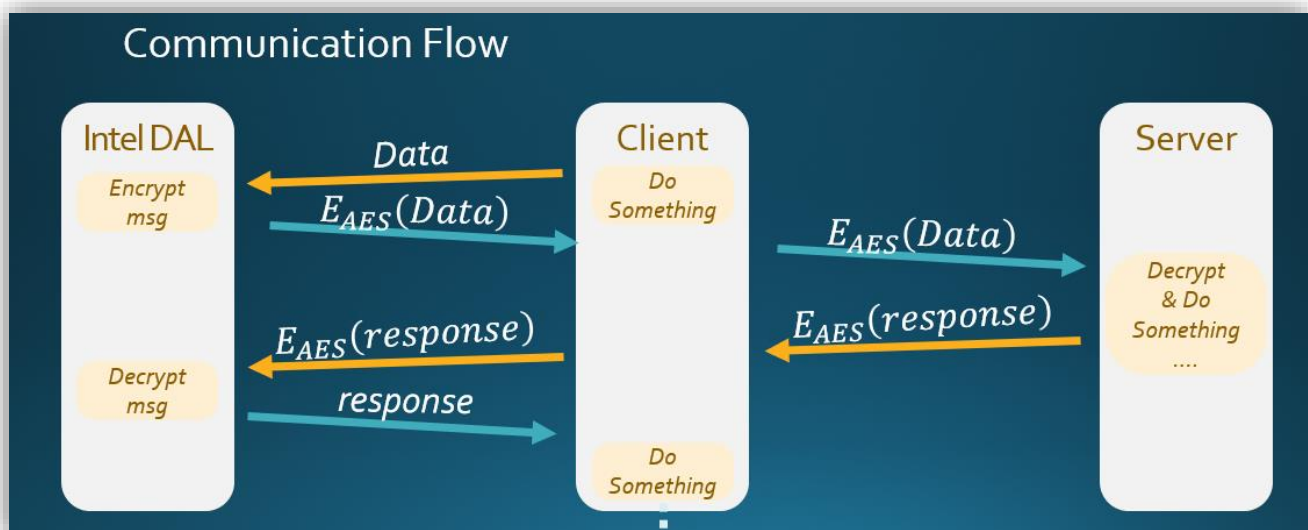 Communication Flow
Intel DAL
Client
Server
Data
Encrypt
msg
Do
Something
E_AES(Data)
E_AES(Data)
Decrypt
& Do
Something
....
E_AES(response)
E_AES(response)
Decrypt
msg
response
Do
Something